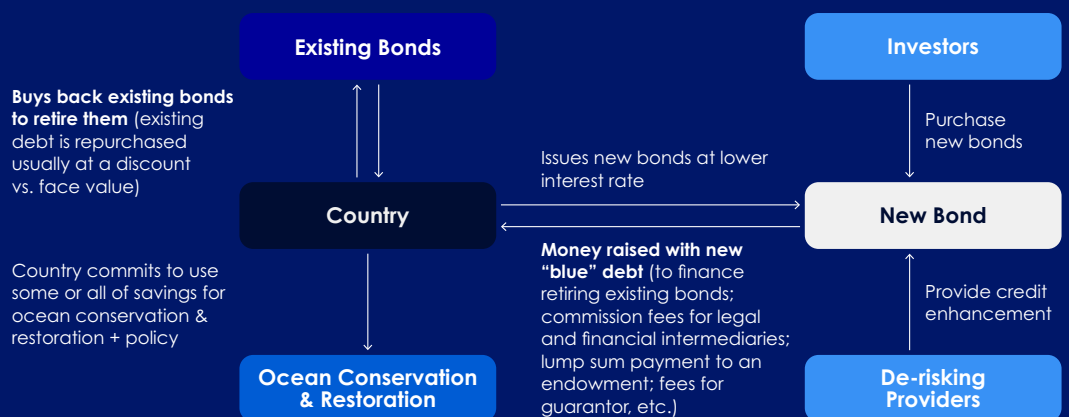 Existing Bonds
Investors
Buys back existing bonds
to retire them (existing
debt is repurchased
usually at a discount
vs. face value)
Purchase
new bonds
Issues new bonds at lower
interest rate
Country
New Bond
Country commits to use
some or all of savings for
ocean conservation &
restoration + policy
Money raised with new
“blue” debt (to finance
retiring existing bonds;
commission fees for legal
and financial intermediaries;
lump sum payment to an
endowment; fees for
guarantor, etc.)
Provide credit
enhancement
Ocean Conservation
& Restoration
De-risking
Providers